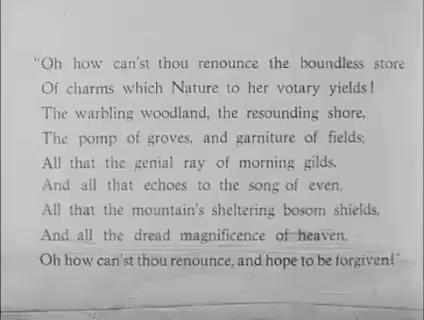 "Oh how can'st thou renounce the boundless store
Of charms which Nature to her votary yields!
The warbling woodland, the resounding shore,
The pomp of groves, and garniture of fields;
All that the genial ray of morning gilds,
And all that echoes to the song of even,
All that the mountain's sheltering bosom shields,
And all the dread magnificence of heaven,
Oh how can'st thou renounce, and hope to be forgiven!"